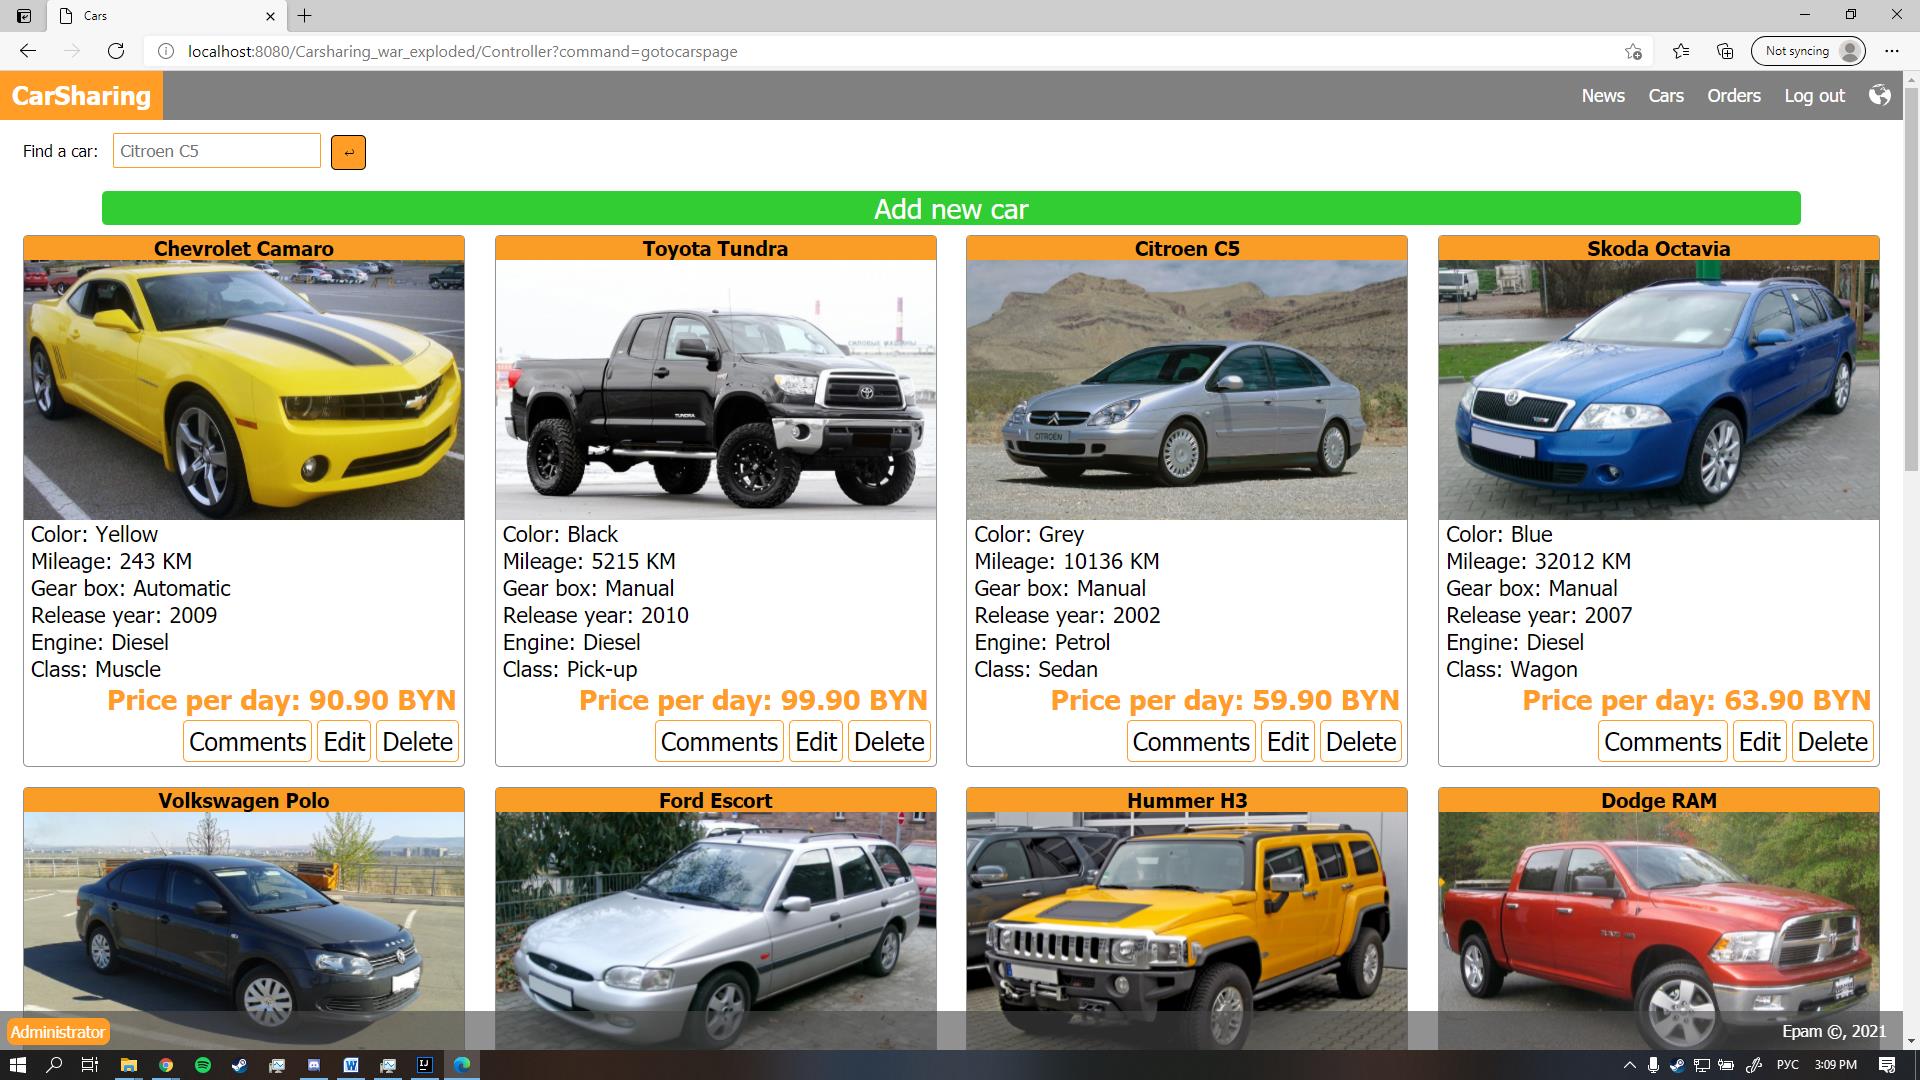 Cars
localhost:8080/Carsharing_war_exploded/Controller?command=gotocarspage
Not syncing
CarSharing
News Cars Orders Log out
Find a car: Citroen C5
Add new car
Chevrolet Camaro
Color: Yellow
Mileage: 243 KM
Gear box: Automatic
Release year: 2009
Engine: Diesel
Class: Muscle
Price per day: 90.90 BYN
Comments Edit Delete
Toyota Tundra
TUNDRA
Color: Black
Mileage: 5215 KM
Gear box: Manual
Release year: 2010
Engine: Diesel
Class: Pick-up
Price per day: 99.90 BYN
Comments Edit Delete
Citroen C5
CITROËN
Color: Grey
Mileage: 10136 KM
Gear box: Manual
Release year: 2002
Engine: Petrol
Class: Sedan
Price per day: 59.90 BYN
Comments Edit Delete
Skoda Octavia
Color: Blue
Mileage: 32012 KM
Gear box: Manual
Release year: 2007
Engine: Diesel
Class: Wagon
Price per day: 63.90 BYN
Comments Edit Delete
Volkswagen Polo
Ford Escort
Hummer H3
Dodge RAM
Administrator
Epam ©, 2021
РУС
3:09 PM